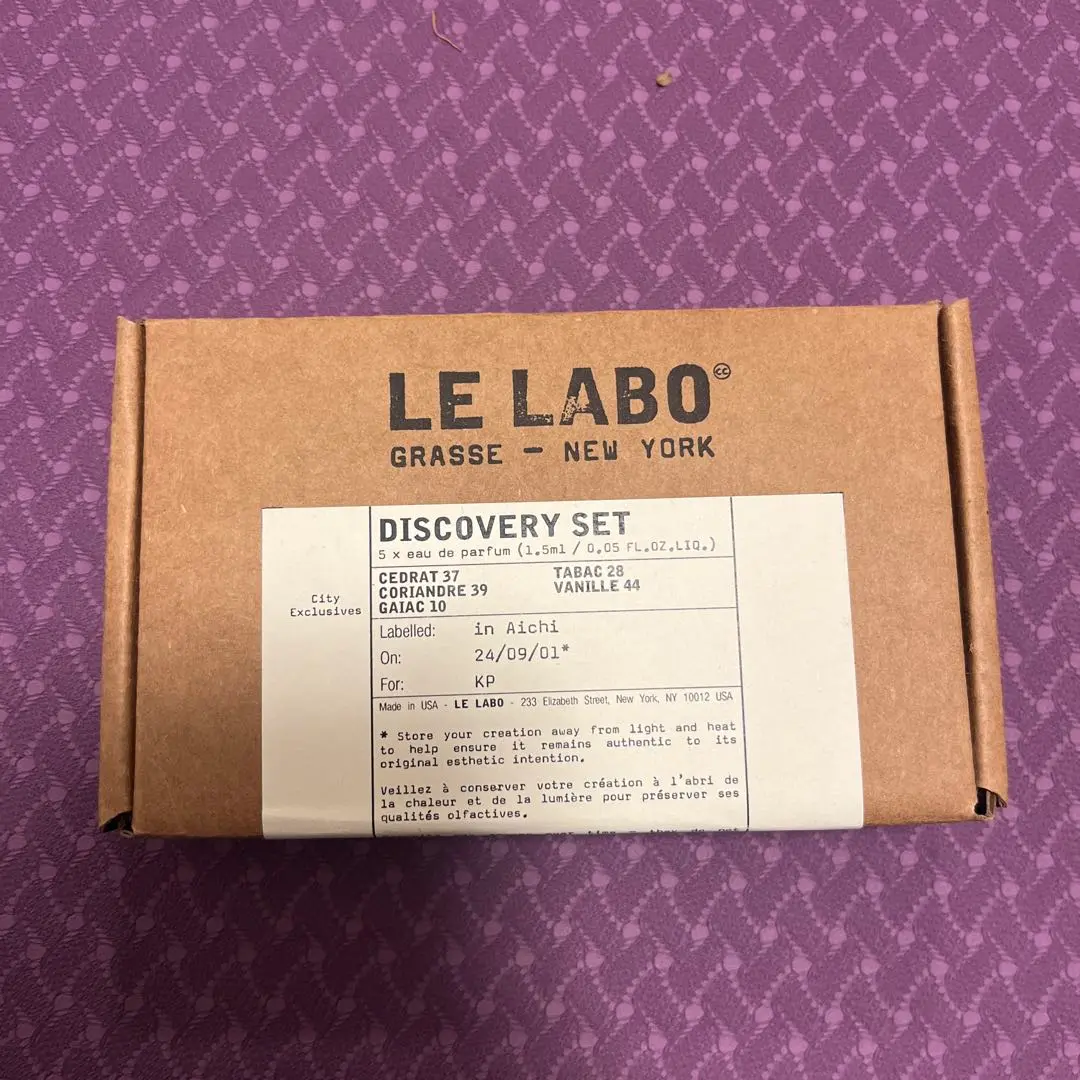 LE LABO
GRASSE — NEW YORK
DISCOVERY SET
5 x eau de parfum (1.5ml / 0.05 FL.OZ.LIQ.)
City
Exclusives
CEDRAT 37
CORIANDRE 39
GAIAC 10
TABAC 28
VANILLE 44
Labelled: in Aichi
On: 24/09/01*
For: KP
Made in USA - LE LABO - 233 Elizabeth Street, New York, NY 10012 USA
* Store your creation away from light and heat
to help ensure it remains authentic to its
original esthetic intention.
Veillez à conserver votre création à l'abri de
la chaleur et de la lumière pour préserver ses
qualités olfactives.